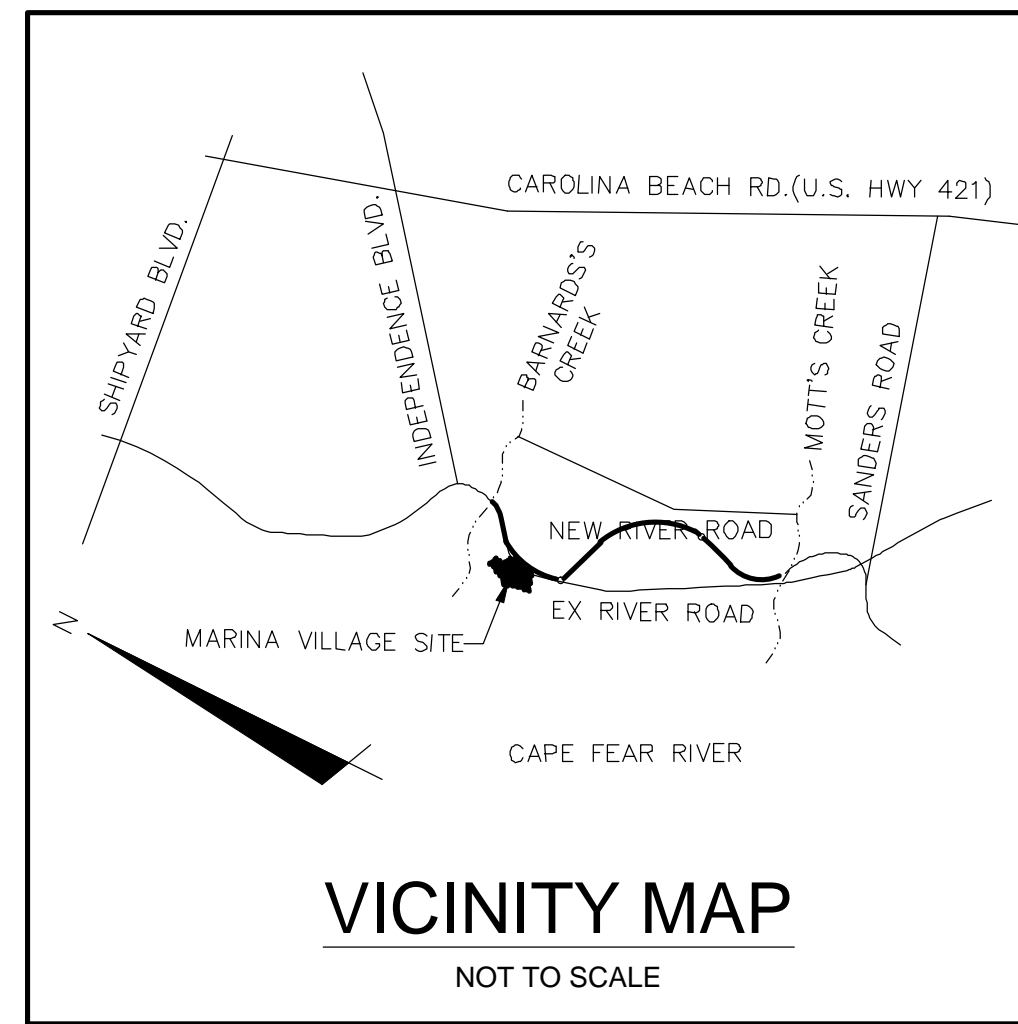 CAROLINA BEACH RD.(U.S. HWY 421)
SHIPYARD BLVD.
INDEPENDENCE BLVD.
BARNARDS'S
CREEK
MOTT'S CREEK
SANDERS ROAD
NEW RIVER ROAD
EX RIVER ROAD
MARINA VILLAGE SITE
N
CAPE FEAR RIVER
VICINITY MAP
NOT TO SCALE